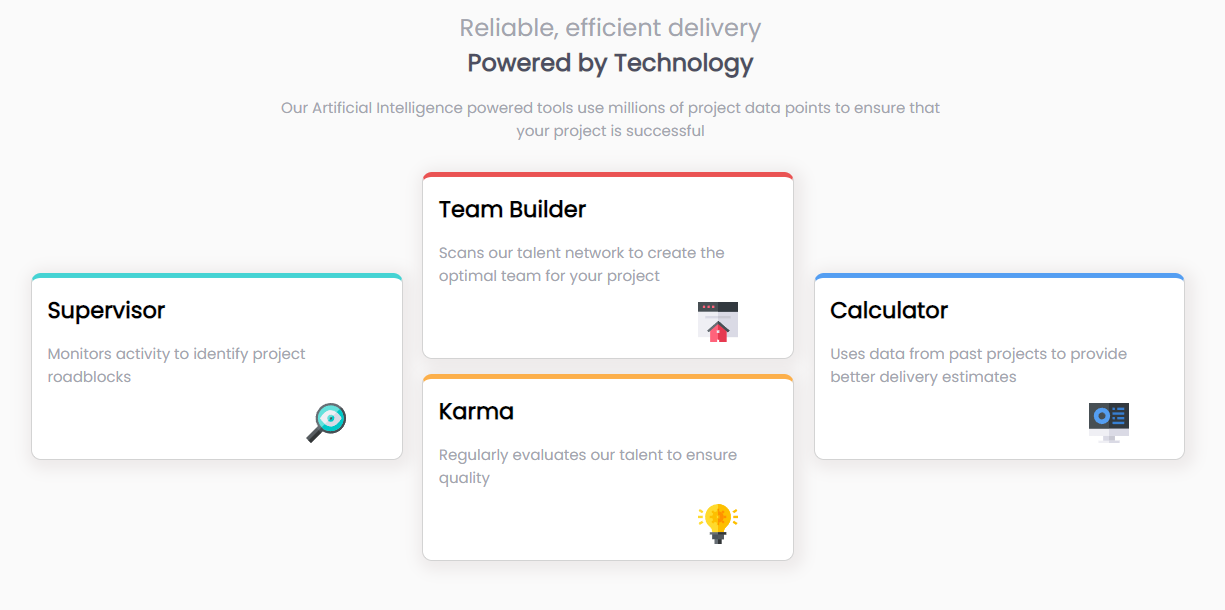 Reliable, efficient delivery
Powered by Technology
Our Artificial Intelligence powered tools use millions of project data points to ensure that
your project is successful
Supervisor
Monitors activity to identify project
roadblocks
Team Builder
Scans our talent network to create the
optimal team for your project
Karma
Regularly evaluates our talent to ensure
quality
Calculator
Uses data from past projects to provide
better delivery estimates